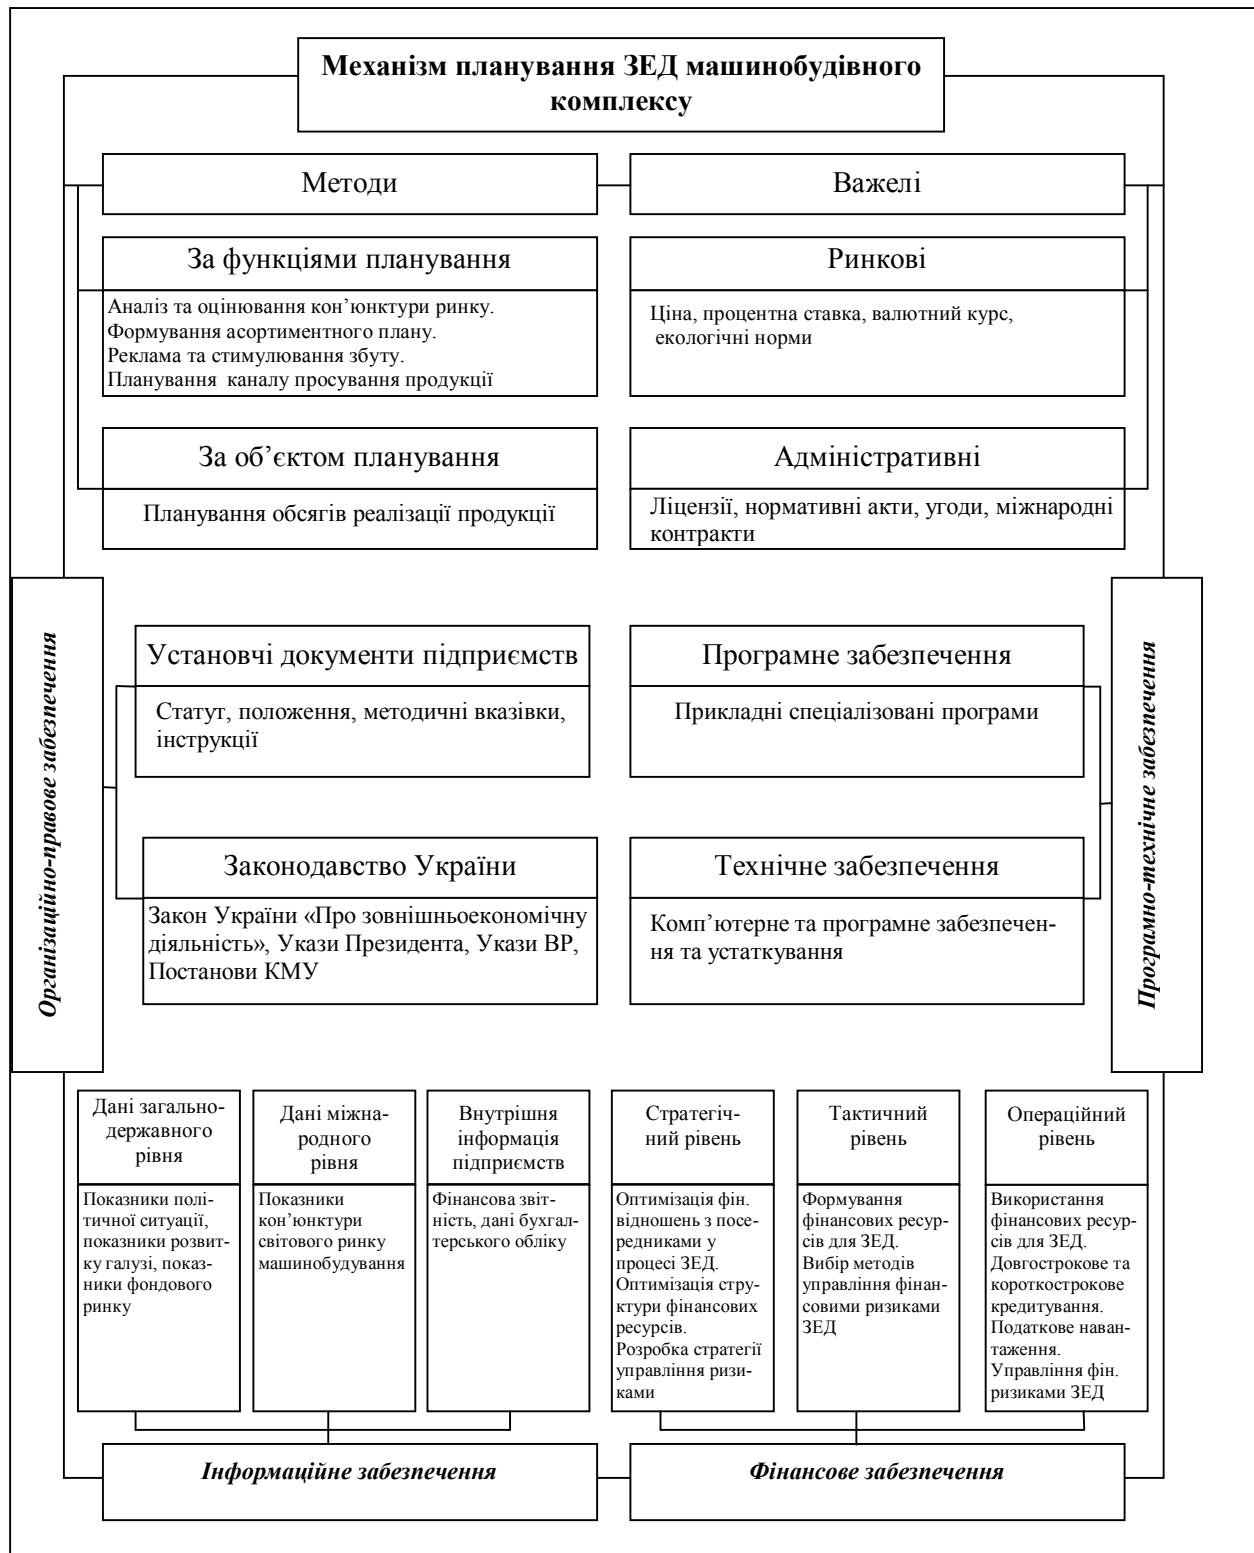 Механізм планування ЗЕД машинобудівного
комплексу
Методи
Важелі
За функціями планування
Аналіз та оцінювання кон’юнктури ринку.
Формування асортиментного плану.
Реклама та стимулювання збуту.
Планування каналу просування продукції
Ринкові
Ціна, процентна ставка, валютний курс,
екологічні норми
За об’єктом планування
Планування обсягів реалізації продукції
Адміністративні
Ліцензії, нормативні акти, угоди, міжнародні
контракти
Організаційно-правове забезпечення
Установчі документи підприємств
Статут, положення, методичні вказівки,
інструкції
Програмне забезпечення
Прикладні спеціалізовані програми
Законодавство України
Закон України «Про зовнішньоекономічну
діяльність», Укази Президента, Укази ВР,
Постанови КМУ
Технічне забезпечення
Комп’ютерне та програмне забезпечен-
ня та устаткування
Програмно-технічне забезпечення
Дані загально-
державного
рівня
Показники полі-
тичної ситуації,
показники розвит-
ку галузі, показ-
ники фондового
ринку
Дані міжна-
родного
рівня
Показники
кон’юнктури
світового ринку
машинобудування
Внутрішня
інформація
підприємств
Фінансова звіт-
ність, дані бухгал-
терського обліку
Стратегіч-
ний рівень
Оптимізація фін.
відношень з посе-
редниками у
процесі ЗЕД.
Оптимізація стру-
ктури фінансових
ресурсів.
Розробка стратегії
управління ризи-
ками
Тактичний
рівень
Формування
фінансових ресур-
сів для ЗЕД.
Вибір методів
управління фінан-
совими ризиками
ЗЕД
Операційний
рівень
Використання
фінансових ресур-
сів для ЗЕД.
Довгострокове та
короткострокове
кредитування.
Податкове наван-
таження.
Управління фін.
ризиками ЗЕД
Інформаційне забезпечення
Фінансове забезпечення